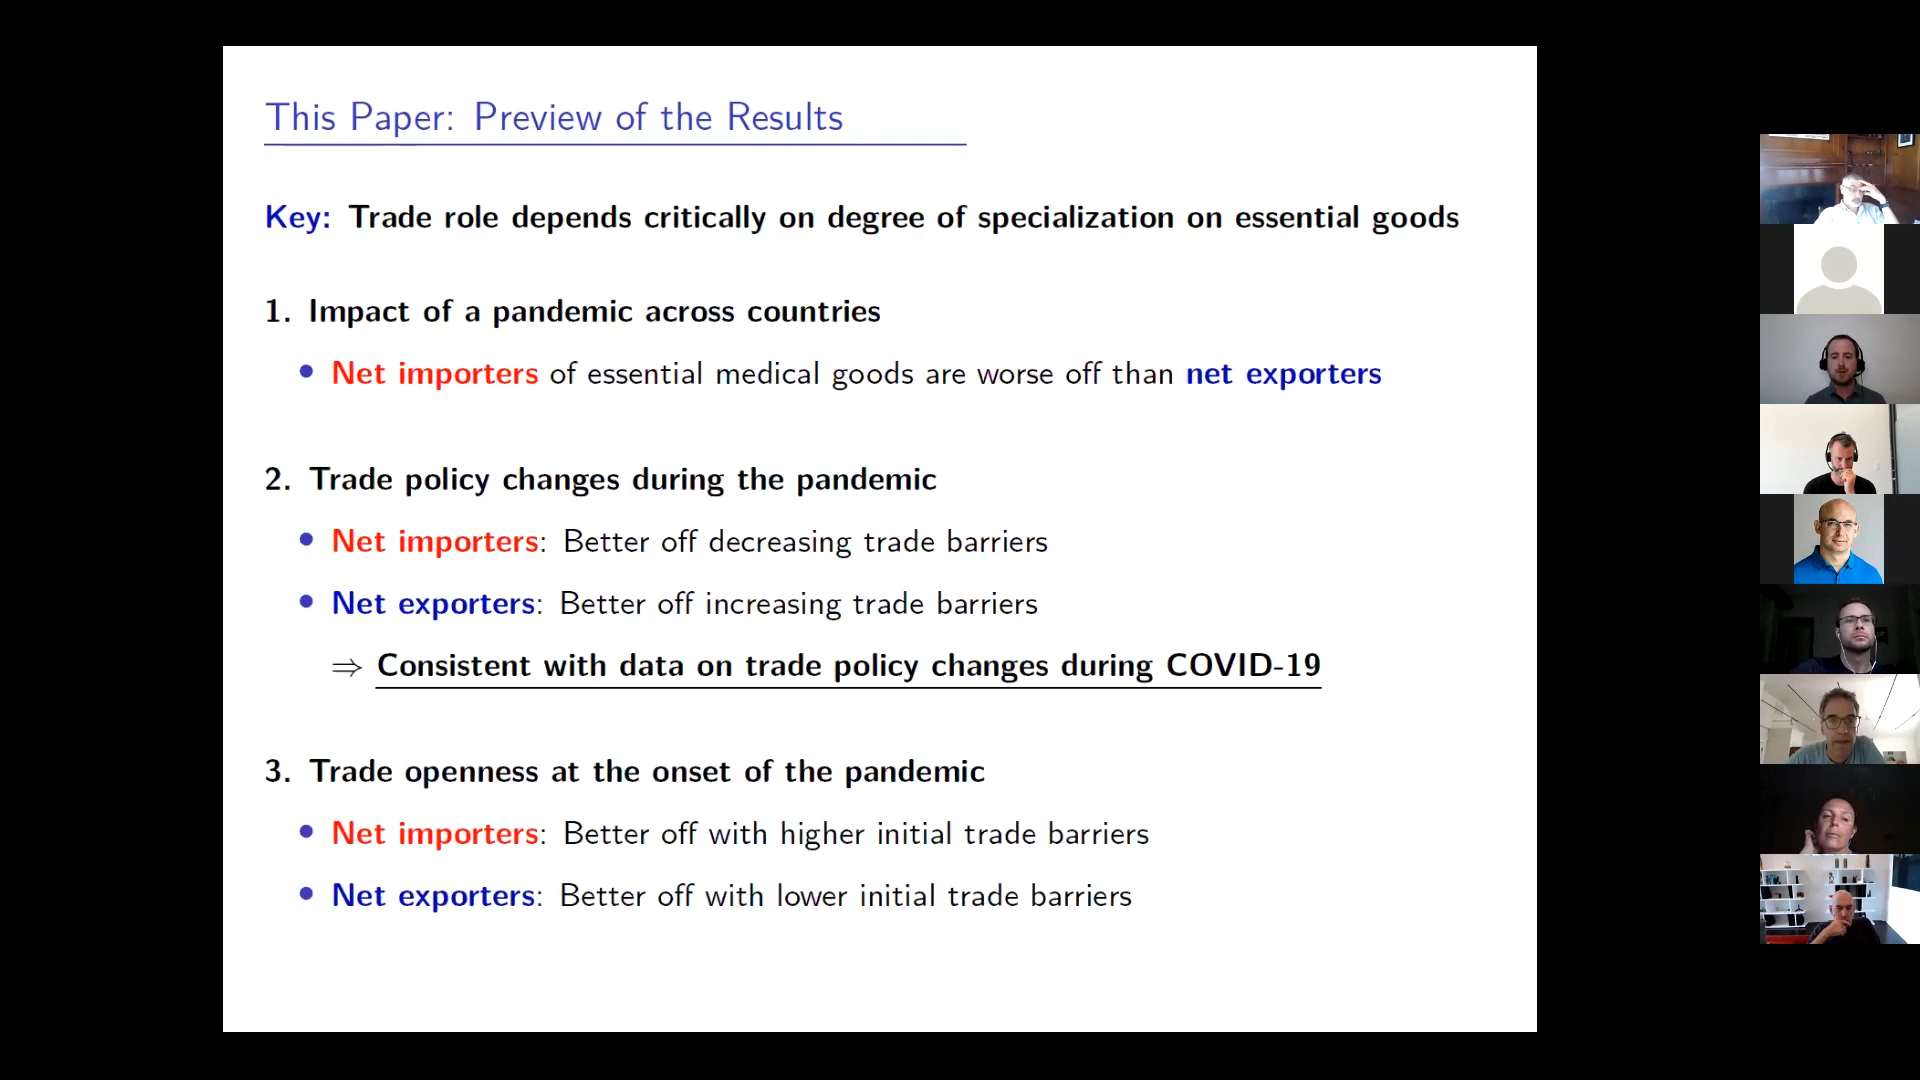 This Paper: Preview of the Results
Key: Trade role depends critically on degree of specialization on essential goods
1. Impact of a pandemic across countries
• Net importers of essential medical goods are worse off than net exporters
2. Trade policy changes during the pandemic
• Net importers: Better off decreasing trade barriers
• Net exporters: Better off increasing trade barriers
⇒ Consistent with data on trade policy changes during COVID-19
3. Trade openness at the onset of the pandemic
• Net importers: Better off with higher initial trade barriers
• Net exporters: Better off with lower initial trade barriers